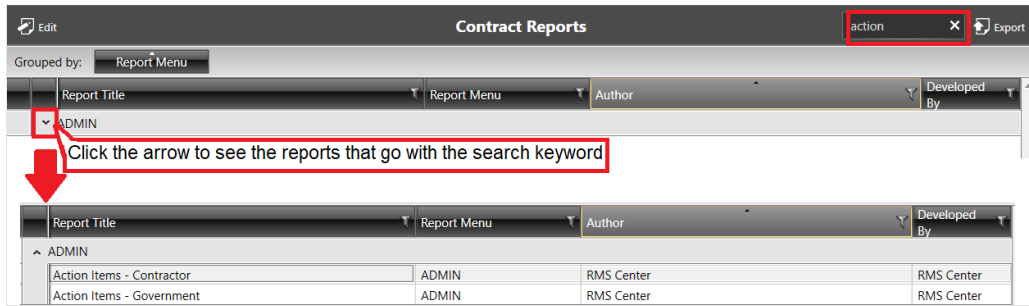 Edit
Contract Reports
action
Export
Grouped by: Report Menu
Report Title Report Menu Author Developed By
ADMIN
Click the arrow to see the reports that go with the search keyword
Report Title Report Menu Author Developed By
ADMIN
Action Items - Contractor ADMIN RMS Center RMS Center
Action Items - Government ADMIN RMS Center RMS Center